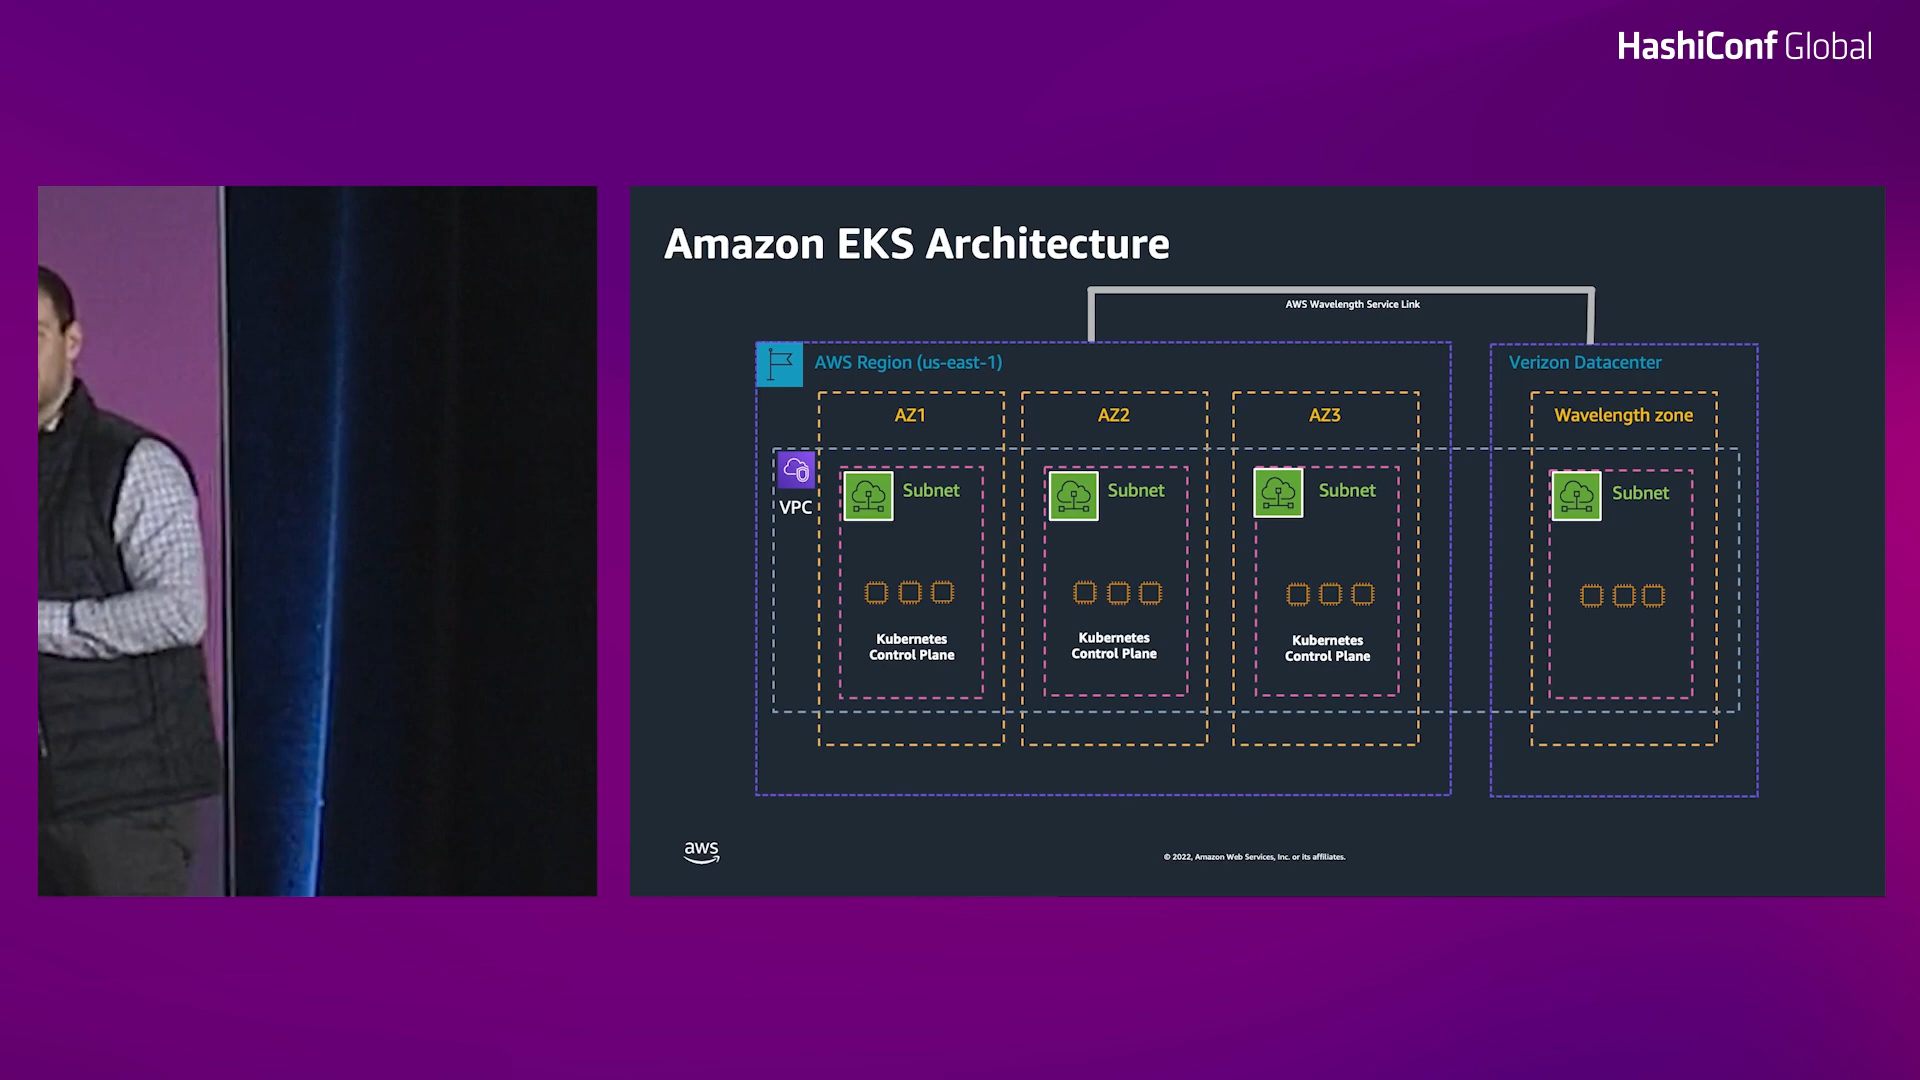 HashiConf Global
Amazon EKS Architecture
AWS Wavelength Service Link
AWS Region (us-east-1)
Verizon Datacenter
AZ1
AZ2
AZ3
Wavelength zone
VPC
Subnet
Subnet
Subnet
Subnet
Kubernetes
Control Plane
Kubernetes
Control Plane
Kubernetes
Control Plane
aws
© 2022, Amazon Web Services, Inc. or its affiliates.